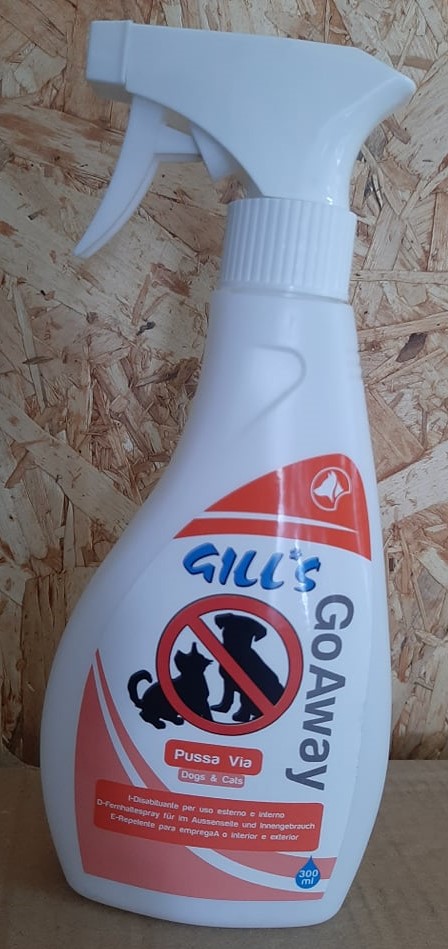 GILL'S
GoAway
Pussa Via
Dogs & Cats
I-Disabituante per uso esterno e interno
D-Fernhaltespray für im Aussenseite und Innengebrauch
E-Repelente para empregaA o interior e exterior
300
ml